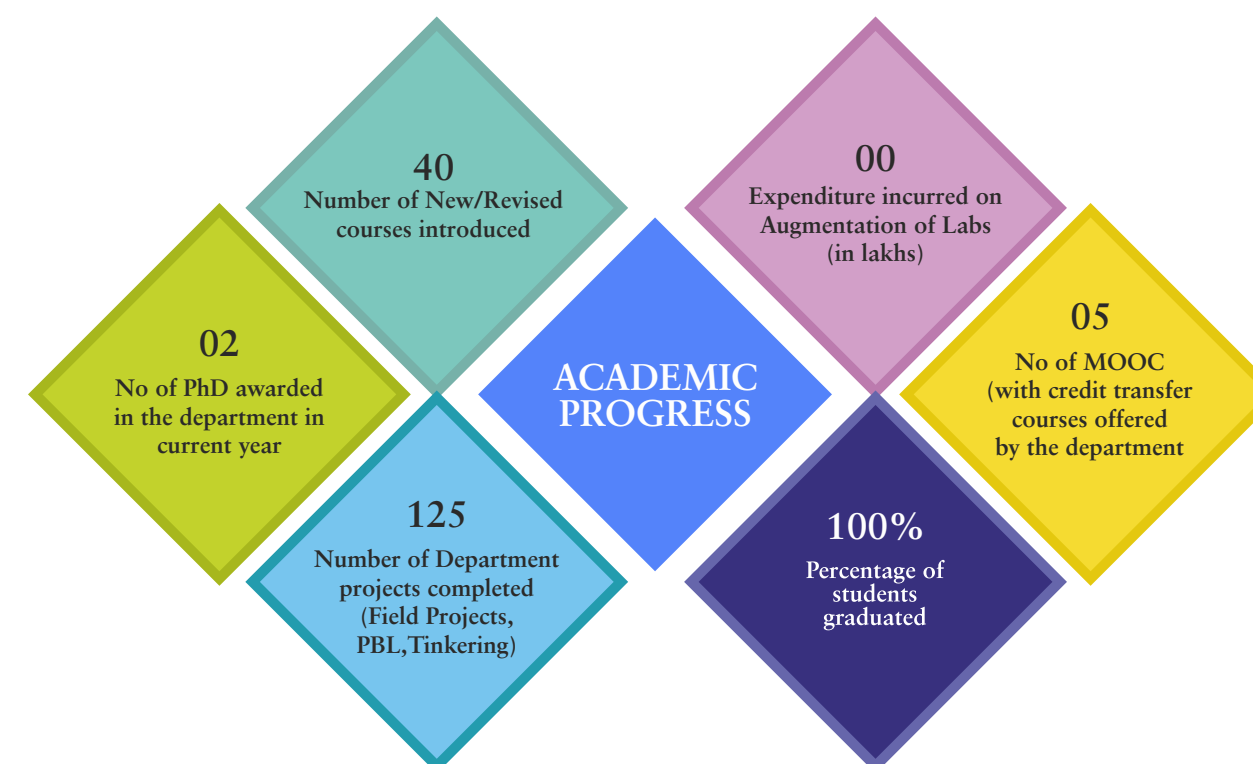 40
Number of New/Revised
courses introduced
00
Expenditure incurred on
Augmentation of Labs
(in lakhs)
02
No of PhD awarded
in the department in
current year
ACADEMIC
PROGRESS
05
No of MOOC
(with credit transfer
courses offered
by the department
125
Number of Department
projects completed
(Field Projects,
PBL,Tinkering)
100%
Percentage of
students
graduated